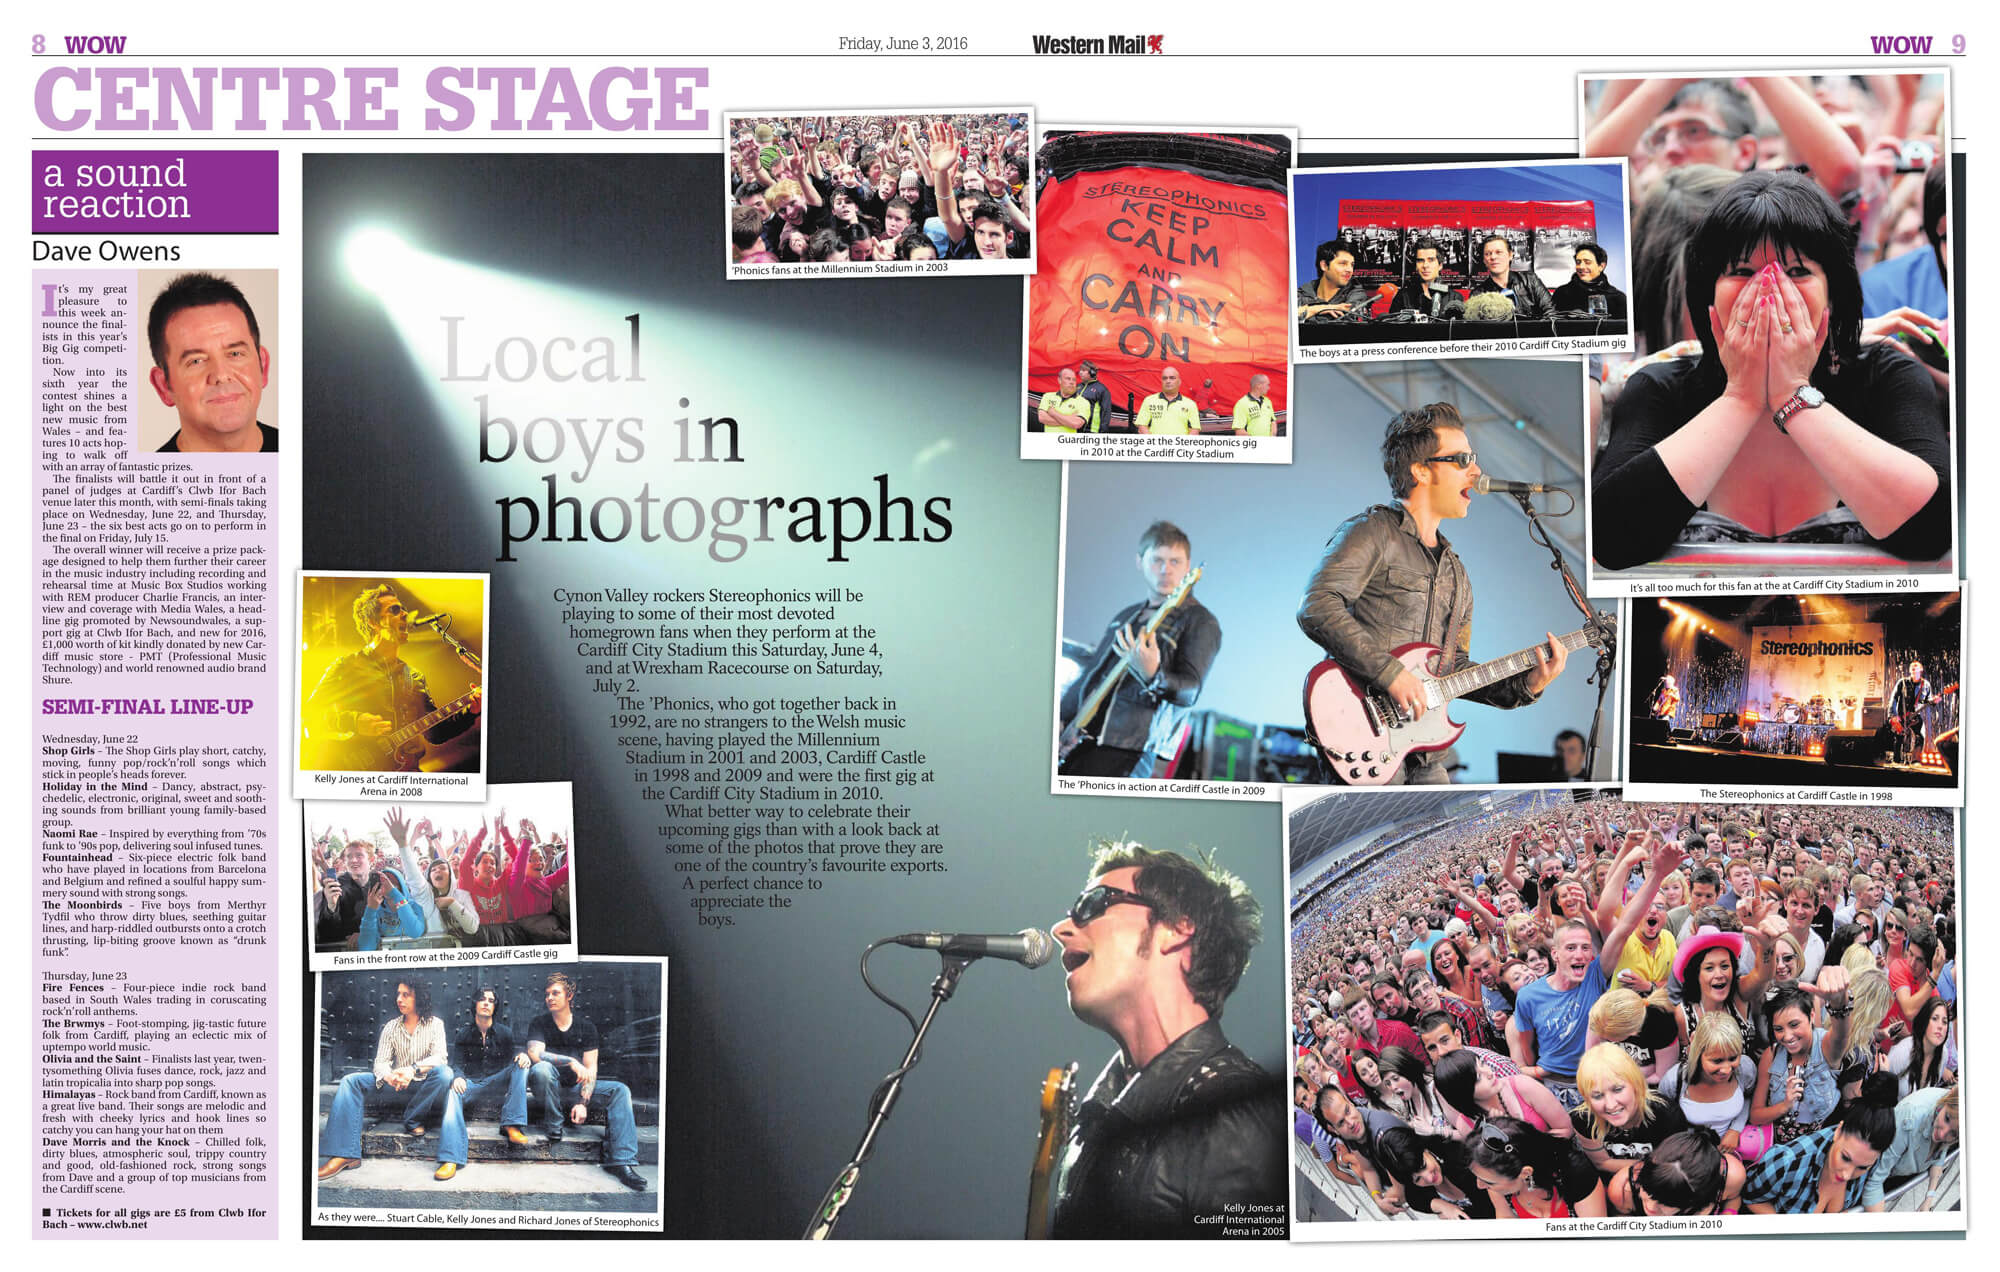 8 WOW
Friday, June 3, 2016
Western Mail
WOW 9
CENTRE STAGE
a sound
reaction
Dave Owens
It's my great
pleasure to
this week an-
nounce the final-
ists in this year's
Big Gig competi-
tion.
Now into its
sixth year the
contest shines a
light on the best
new music from
Wales – and fea-
tures 10 acts hop-
ing to walk off
with an array of fantastic prizes.
The finalists will battle it out in front of a
panel of judges at Cardiff's Clwb Ifor Bach
venue later this month, with semi-finals taking
place on Wednesday, June 22, and Thursday,
June 23 – the six best acts go on to perform in
the final on Friday, July 15.
The overall winner will receive a prize pack-
age designed to help them further their career
in the music industry including recording and
rehearsal time at Music Box Studios working
with REM producer Charlie Francis, an inter-
view and coverage with Media Wales, a head-
line gig promoted by Newsoundwales, a sup-
port gig at Clwb Ifor Bach, and new for 2016,
£1,000 worth of kit kindly donated by new Car-
diff music store - PMT (Professional Music
Technology) and world renowned audio brand
Shure.
SEMI-FINAL LINE-UP
Wednesday, June 22
Shop Girls – The Shop Girls play short, catchy,
moving, funny pop/rock'n'roll songs which
stick in people's heads forever.
Holiday in the Mind – Dancy, abstract, psy-
chedelic, electronic, original, sweet and sooth-
ing sounds from brilliant young family-based
group.
Naomi Rae – Inspired by everything from '70s
funk to '90s pop, delivering soul infused tunes.
Fountainhead – Six-piece electric folk band
who have played in locations from Barcelona
and Belgium and refined a soulful happy sum-
mery sound with strong songs.
The Moonbirds – Five boys from Merthyr
Tydfil who throw dirty blues, seething guitar
lines, and harp-riddled outbursts onto a crotch
thrusting, lip-biting groove known as "drunk
funk".
Thursday, June 23
Fire Fences – Four-piece indie rock band
based in South Wales trading in coruscating
rock'n'roll anthems.
The Brwmys – Foot-stomping, jig-tastic future
folk from Cardiff, playing an eclectic mix of
uptempo world music.
Olivia and the Saint – Finalists last year, twen-
tysomething Olivia fuses dance, rock, jazz and
latin tropicalia into sharp pop songs.
Himalayas – Rock band from Cardiff, known as
a great live band. Their songs are melodic and
fresh with cheeky lyrics and hook lines so
catchy you can hang your hat on them
Dave Morris and the Knock – Chilled folk,
dirty blues, atmospheric soul, trippy country
and good, old-fashioned rock, strong songs
from Dave and a group of top musicians from
the Cardiff scene.
■ Tickets for all gigs are £5 from Clwb Ifor
Bach – www.clwb.net
Local
boys in
photographs
Cynon Valley rockers Stereophonics will be
playing to some of their most devoted
homegrown fans when they perform at the
Cardiff City Stadium this Saturday, June 4,
and at Wrexham Racecourse on Saturday,
July 2.
The 'Phonics, who got together back in
1992, are no strangers to the Welsh music
scene, having played the Millennium
Stadium in 2001 and 2003, Cardiff Castle
in 1998 and 2009 and were the first gig at
the Cardiff City Stadium in 2010.
What better way to celebrate their
upcoming gigs than with a look back at
some of the photos that prove they are
one of the country's favourite exports.
A perfect chance to
appreciate the
boys.
'Phonics fans at the Millennium Stadium in 2003
STEREOPHONICS
KEEP
CALM
AND
CARRY
ON
2519
Guarding the stage at the Stereophonics gig
in 2010 at the Cardiff City Stadium
The boys at a press conference before their 2010 Cardiff City Stadium gig
It's all too much for this fan at the at Cardiff City Stadium in 2010
Kelly Jones at Cardiff International
Arena in 2008
Fans in the front row at the 2009 Cardiff Castle gig
As they were.... Stuart Cable, Kelly Jones and Richard Jones of Stereophonics
The 'Phonics in action at Cardiff Castle in 2009
Stereophonics
The Stereophonics at Cardiff Castle in 1998
Kelly Jones at
Cardiff International
Arena in 2005
Fans at the Cardiff City Stadium in 2010